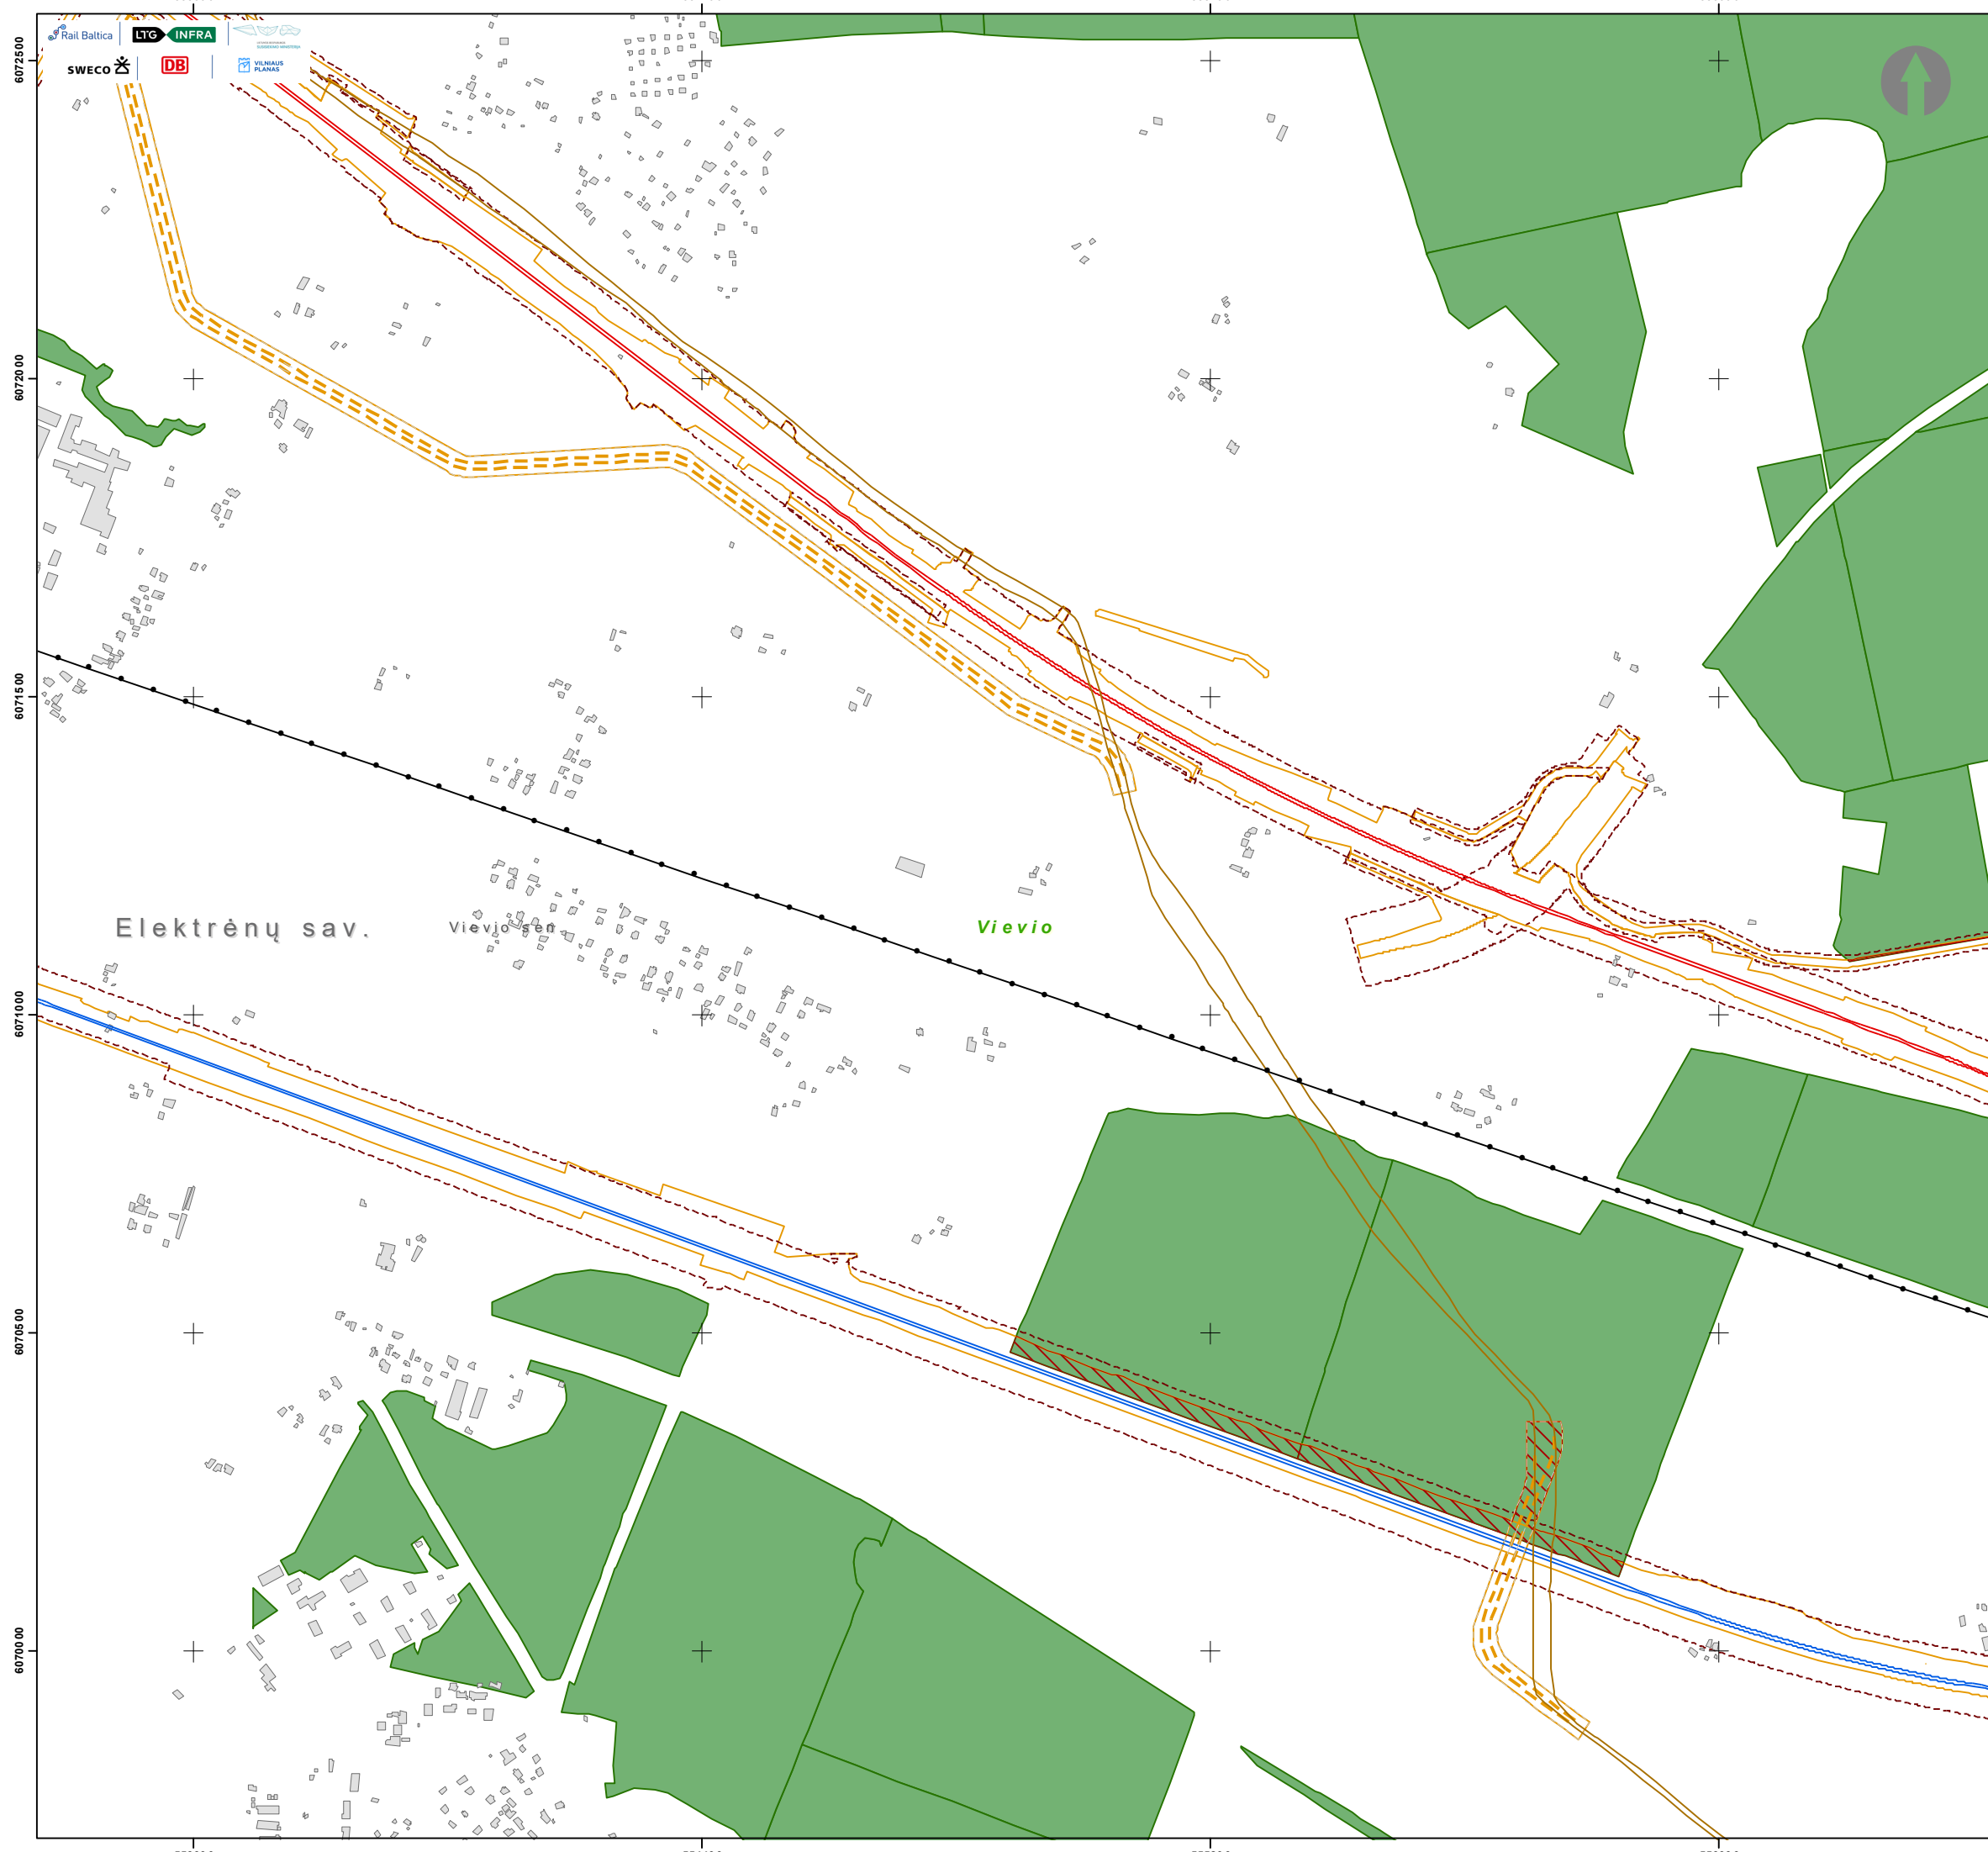 Rail Baltica
LTG INFRA
SWECO
DB
VILNIAUS
PLANAS
6072500
6072000
6071500
Elektrėnų sav.
Vievio sen.
Vievio
6071000
6070500
6070000